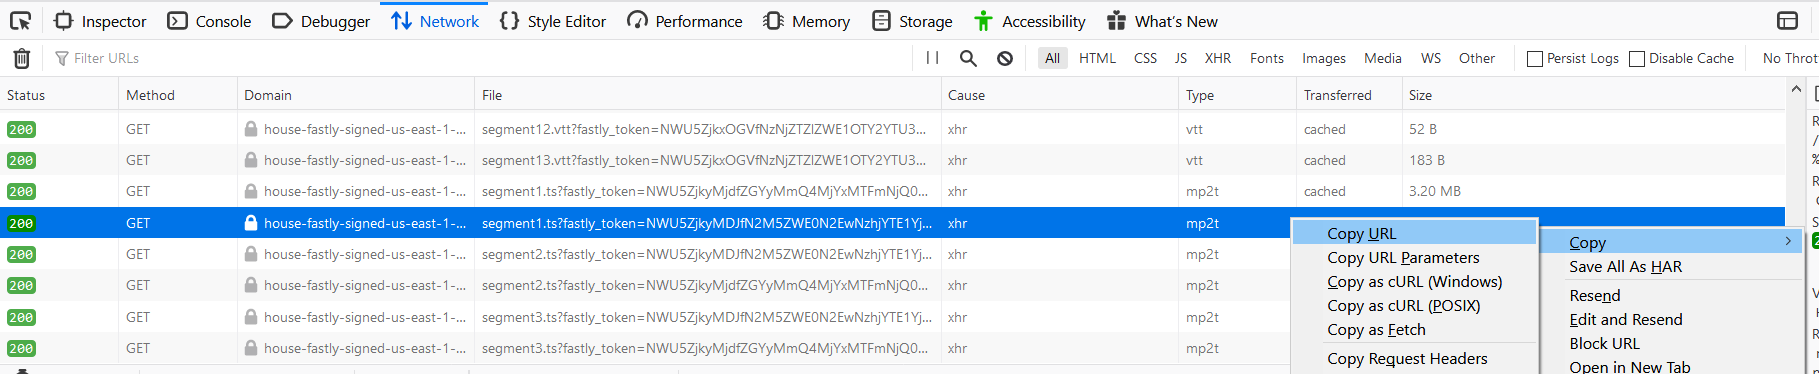 Inspector Console Debugger Network Style Editor Performance Memory Storage Accessibility What's New
Filter URLs All HTML CSS JS XHR Fonts Images Media WS Other Persist Logs Disable Cache No Throt
Status Method Domain File Cause Type Transferred Size
200 GET house-fastly-signed-us-east-1-... segment12.vtt?fastly_token=NWU5ZjkxOGVfNzNjZTZlZWE1OTY2YTU3... xhr vtt cached 52 B
200 GET house-fastly-signed-us-east-1-... segment13.vtt?fastly_token=NWU5ZjkxOGVfNzNjZTZlZWE1OTY2YTU3... xhr vtt cached 183 B
200 GET house-fastly-signed-us-east-1-... segment1.ts?fastly_token=NWU5ZjkyMjdfZGYyMmQ4MjYxMTFmNjQ0... xhr mp2t cached 3.20 MB
200 GET house-fastly-signed-us-east-1-... segment1.ts?fastly_token=NWU5ZjkyMDJfN2M5ZWE0N2EwNzhjYTE1Yj... xhr mp2t
200 GET house-fastly-signed-us-east-1-... segment2.ts?fastly_token=NWU5ZjkyMDJfN2M5ZWE0N2EwNzhjYTE1Yj... xhr mp2t
200 GET house-fastly-signed-us-east-1-... segment2.ts?fastly_token=NWU5ZjkyMjdfZGYyMmQ4MjYxMTFmNjQ0... xhr mp2t
200 GET house-fastly-signed-us-east-1-... segment3.ts?fastly_token=NWU5ZjkyMDJfN2M5ZWE0N2EwNzhjYTE1Yj... xhr mp2t
200 GET house-fastly-signed-us-east-1-... segment3.ts?fastly_token=NWU5ZjkyMjdfZGYyMmQ4MjYxMTFmNjQ0... xhr mp2t
Copy URL
Copy URL Parameters
Copy as cURL (Windows)
Copy as cURL (POSIX)
Copy as Fetch
Copy Request Headers
Copy
Save All As HAR
Resend
Edit and Resend
Block URL
Open in New Tab